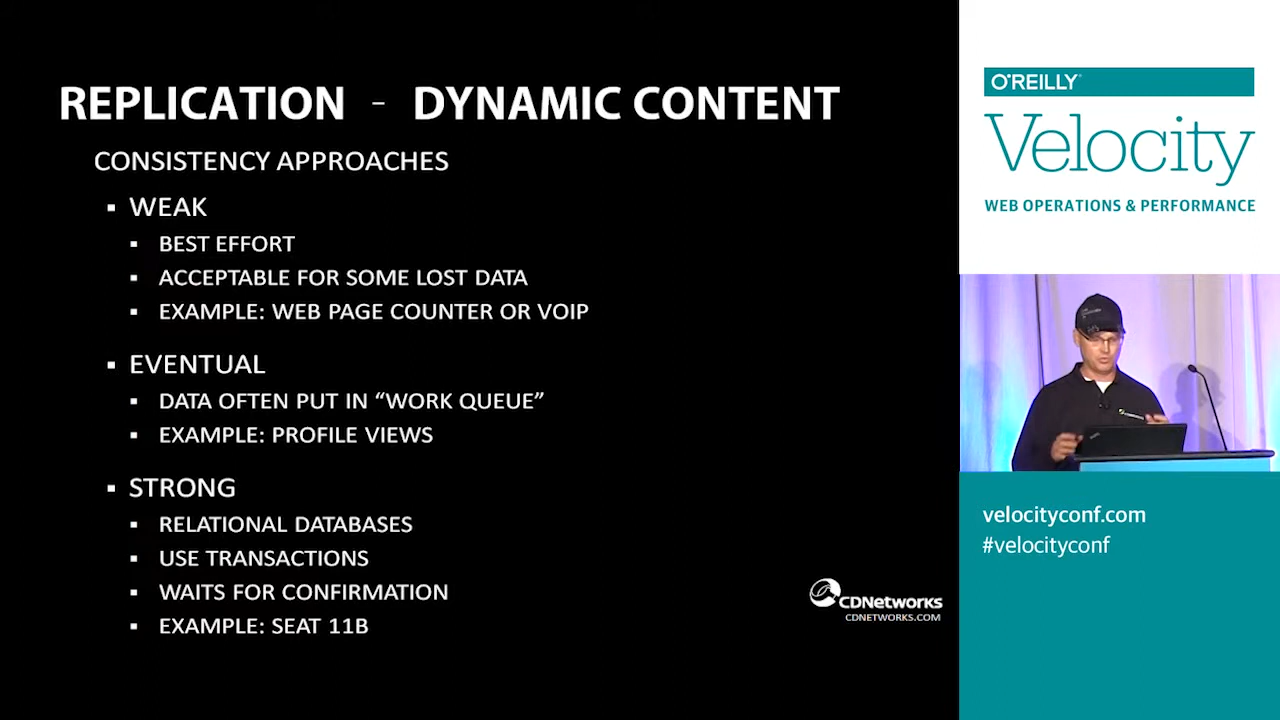 REPLICATION - DYNAMIC CONTENT
CONSISTENCY APPROACHES
▪ WEAK
▪ BEST EFFORT
▪ ACCEPTABLE FOR SOME LOST DATA
▪ EXAMPLE: WEB PAGE COUNTER OR VOIP
▪ EVENTUAL
▪ DATA OFTEN PUT IN “WORK QUEUE”
▪ EXAMPLE: PROFILE VIEWS
▪ STRONG
▪ RELATIONAL DATABASES
▪ USE TRANSACTIONS
▪ WAITS FOR CONFIRMATION
▪ EXAMPLE: SEAT 11B
CDNetworks
CDNETWORKS.COM
O'REILLY®
Velocity
WEB OPERATIONS & PERFORMANCE
velocityconf.com
#velocityconf